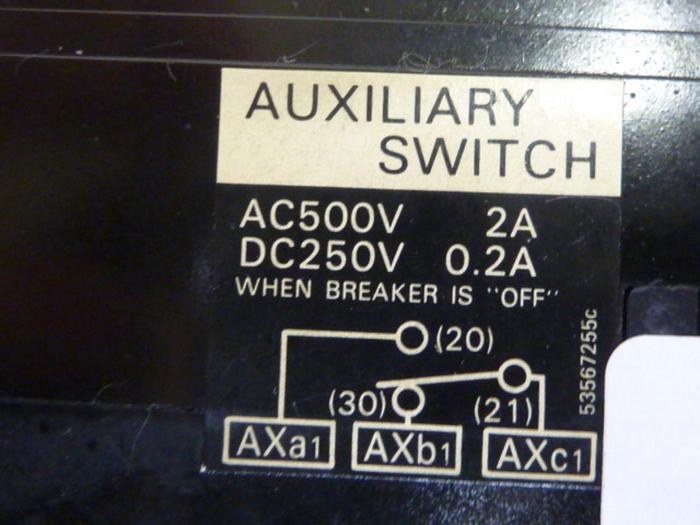 AUXILIARY
SWITCH
AC500V 2A
DC250V 0.2A
WHEN BREAKER IS "OFF"
(20)
(30) (21)
AXa1 AXb1 AXc1
53567255c